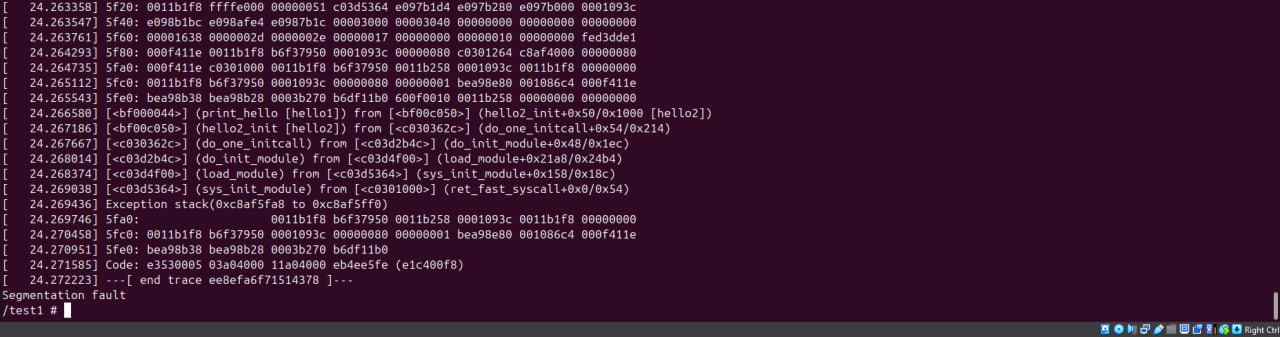 [   24.263358] 5f20: 0011b1f8 ffffe000 00000051 c03d5364 e097b1d4 e097b280 e097b000 0001093c
[   24.263547] 5f40: e098b1bc e098afe4 e0987b1c 00003000 00003040 00000000 00000000 00000000
[   24.263761] 5f60: 00001638 0000002d 0000002e 00000017 00000000 00000010 00000000 fed3dde1
[   24.264293] 5f80: 000f411e 0011b1f8 b6f37950 0001093c 00000080 c0301264 c8af4000 00000080
[   24.264735] 5fa0: 000f411e c0301000 0011b1f8 b6f37950 0011b258 0001093c 0011b1f8 00000000
[   24.265112] 5fc0: 0011b1f8 b6f37950 0001093c 00000080 00000001 bea98e80 001086c4 000f411e
[   24.265543] 5fe0: bea98b38 bea98b28 0003b270 b6df11b0 600f0010 0011b258 00000000 00000000
[   24.266580] [<bf000044>] (print_hello [hello1]) from [<bf00c050>] (hello2_init+0x50/0x1000 [hello2])
[   24.267186] [<bf00c050>] (hello2_init [hello2]) from [<c030362c>] (do_one_initcall+0x54/0x214)
[   24.267667] [<c030362c>] (do_one_initcall) from [<c03d2b4c>] (do_init_module+0x48/0x1ec)
[   24.268014] [<c03d2b4c>] (do_init_module) from [<c03d4f00>] (load_module+0x21a8/0x24b4)
[   24.268374] [<c03d4f00>] (load_module) from [<c03d5364>] (sys_init_module+0x158/0x18c)
[   24.269038] [<c03d5364>] (sys_init_module) from [<c0301000>] (ret_fast_syscall+0x0/0x54)
[   24.269436] Exception stack(0xc8af5fa8 to 0xc8af5ff0)
[   24.269746] 5fa0:                   0011b1f8 b6f37950 0011b258 0001093c 0011b1f8 00000000
[   24.270458] 5fc0: 0011b1f8 b6f37950 0001093c 00000080 00000001 bea98e80 001086c4 000f411e
[   24.270951] 5fe0: bea98b38 bea98b28 0003b270 b6df11b0
[   24.271585] Code: e3530005 03a04000 11a04000 eb4ee5fe (e1c400f8)
[   24.272223] ---[ end trace ee8efa6f71514378 ]---
Segmentation fault
/test1 #
Right Ctrl